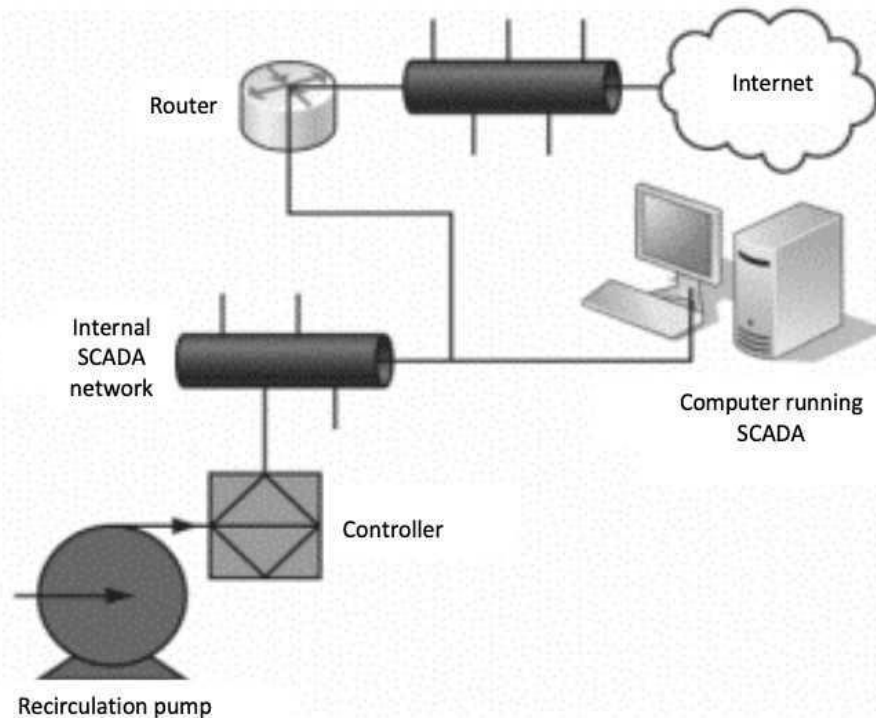 Router
Internet
Internal
SCADA
network
Computer running
SCADA
Controller
Recirculation pump